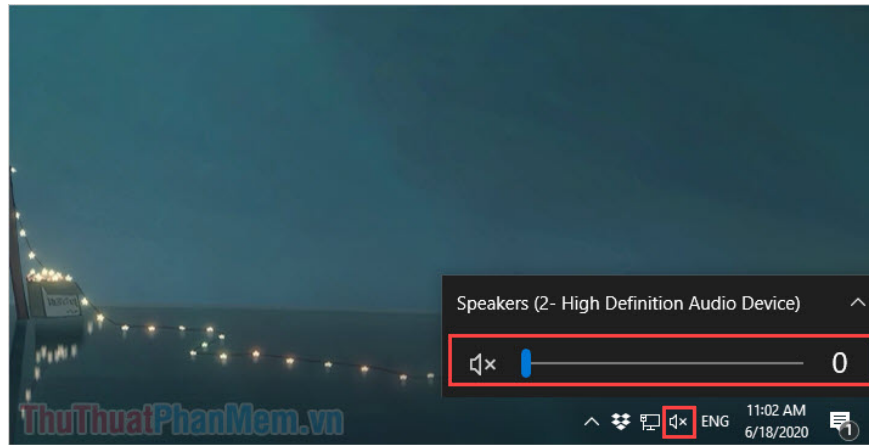 Speakers (2- High Definition Audio Device)
0
ThuThuatPhanMem.vn
ENG
11:02 AM
6/18/2020
1